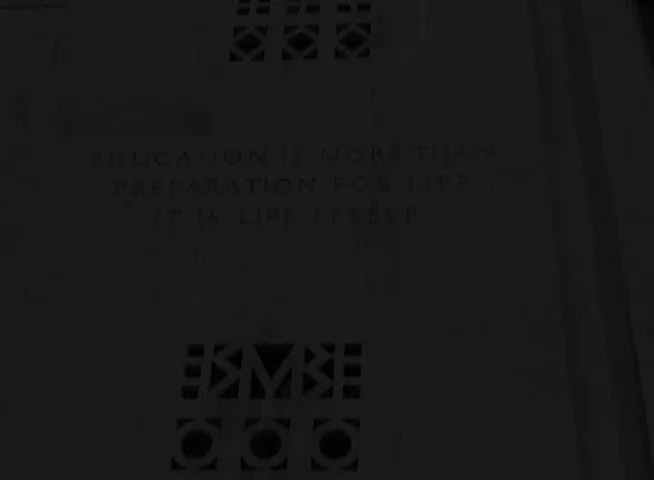 EDUCATION IS MORE THAN
PREPARATION FOR LIFE.
IT IS LIFE ITSELF